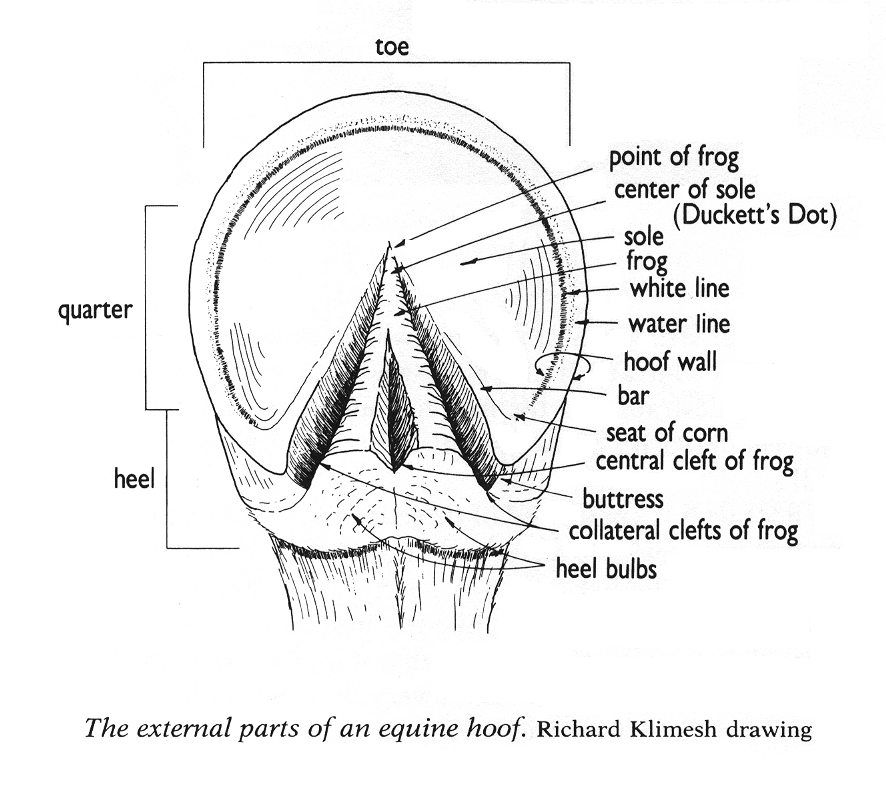 toe
point of frog
center of sole
(Duckett's Dot)
sole
frog
white line
quarter
water line
hoof wall
bar
seat of corn
central cleft of frog
heel
buttress
collateral clefts of frog
heel bulbs
The external parts of an equine hoof. Richard Klimesh drawing